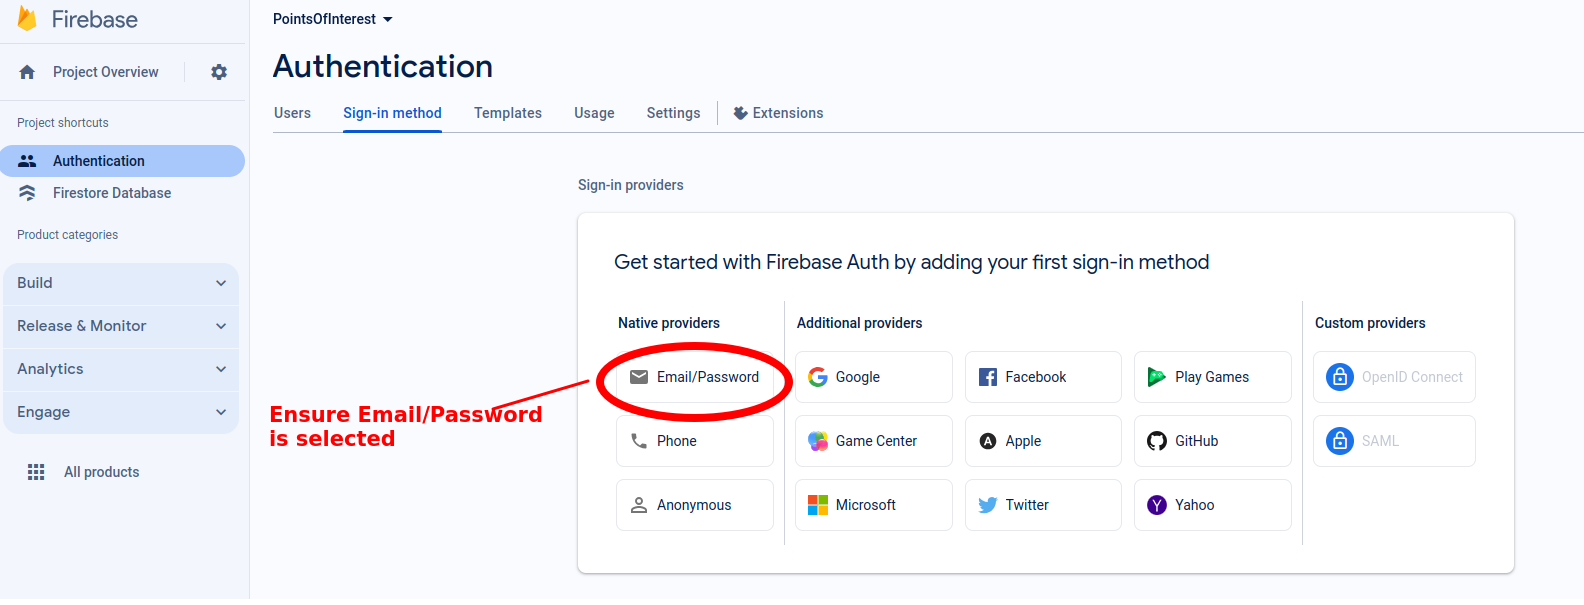 Firebase
Project Overview
Project shortcuts
Authentication
Firestore Database
Product categories
Build
Release & Monitor
Analytics
Engage
All products
PointsOfInterest
Authentication
Users Sign-in method Templates Usage Settings Extensions
Sign-in providers
Get started with Firebase Auth by adding your first sign-in method
Native providers Additional providers Custom providers
Email/Password Google Facebook Play Games OpenID Connect
Phone Game Center Apple GitHub SAML
Anonymous Microsoft Twitter Yahoo
Ensure Email/Password
is selected